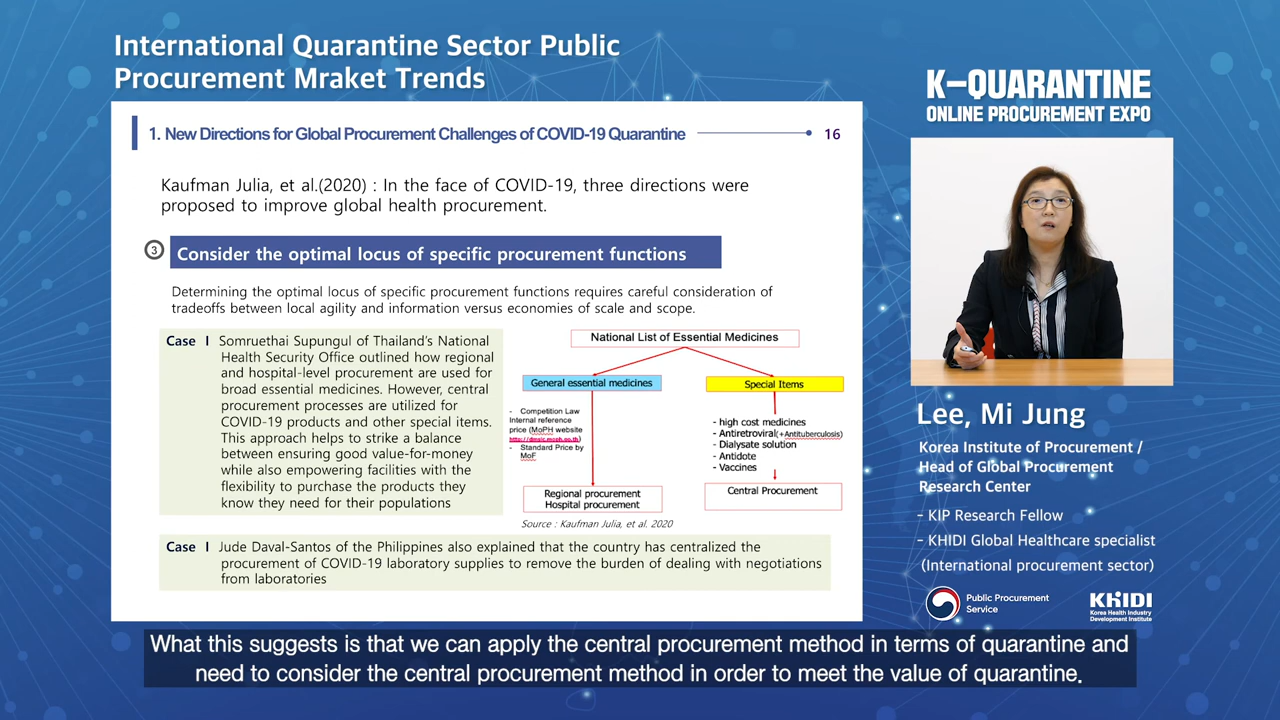 International Quarantine Sector Public
Procurement Mraket Trends
K-QUARANTINE
ONLINE PROCUREMENT EXPO
1. New Directions for Global Procurement Challenges of COVID-19 Quarantine
16
Kaufman Julia, et al.(2020) : In the face of COVID-19, three directions were
proposed to improve global health procurement.
3
Consider the optimal locus of specific procurement functions
Determining the optimal locus of specific procurement functions requires careful consideration of
tradeoffs between local agility and information versus economies of scale and scope.
Case I Somruethai Supungul of Thailand's National
Health Security Office outlined how regional
and hospital-level procurement are used for
broad essential medicines. However, central
procurement processes are utilized for
COVID-19 products and other special items.
This approach helps to strike a balance
between ensuring good value-for-money
while also empowering facilities with the
flexibility to purchase the products they
know they need for their populations
National List of Essential Medicines
General essential medicines
Special Items
- Competition Law
Internal reference
price (MoPH website
http://dmsic.moph.go.th)
- Standard Price by
MoF
- high cost medicines
- Antiretroviral(+Antituberculosis)
- Dialysate solution
- Antidote
- Vaccines
Regional procurement
Hospital procurement
Central Procurement
Source : Kaufman Julia, et al. 2020
Case I Jude Daval-Santos of the Philippines also explained that the country has centralized the
procurement of COVID-19 laboratory supplies to remove the burden of dealing with negotiations
from laboratories
Lee, Mi Jung
Korea Institute of Procurement /
Head of Global Procurement
Research Center
- KIP Research Fellow
- KHIDI Global Healthcare specialist
(International procurement sector)
Public Procurement
Service
KHIDI
Korea Health Industry
Development Institute
What this suggests is that we can apply the central procurement method in terms of quarantine and
need to consider the central procurement method in order to meet the value of quarantine.